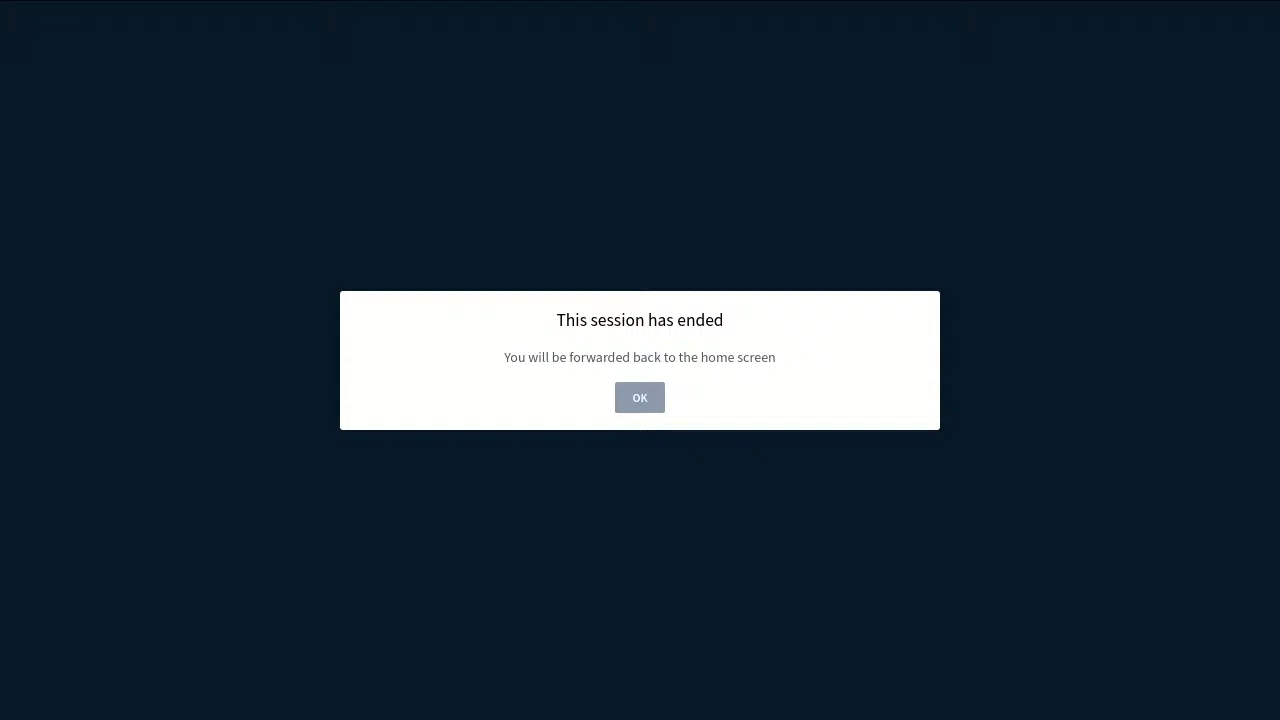 This session has ended
You will be forwarded back to the home screen
OK